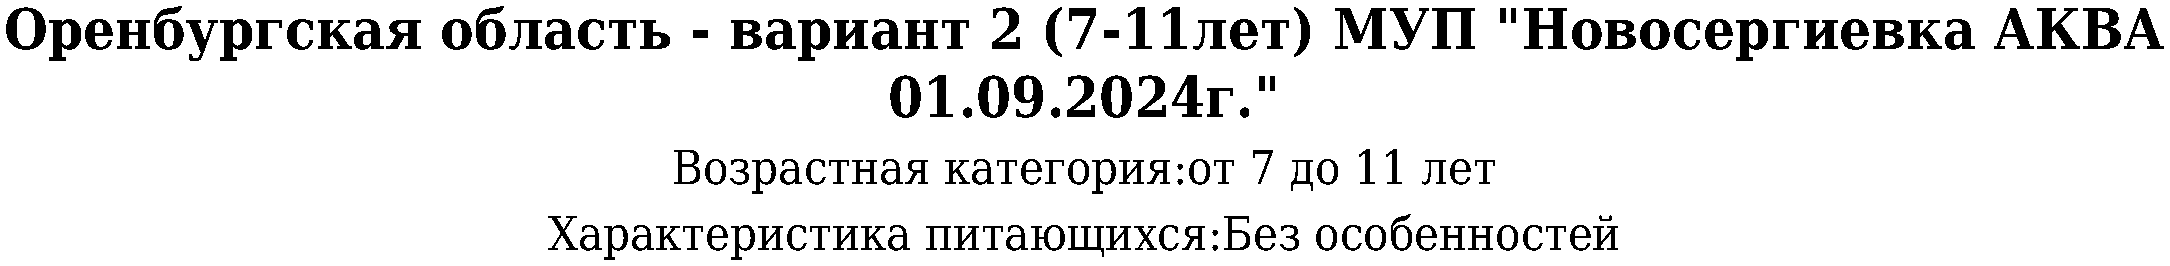 Оренбургская область - вариант 2 (7-11лет) МУП "Новосергиевка АКВА
01.09.2024г."
Возрастная категория:от 7 до 11 лет
Характеристика питающихся:Без особенностей